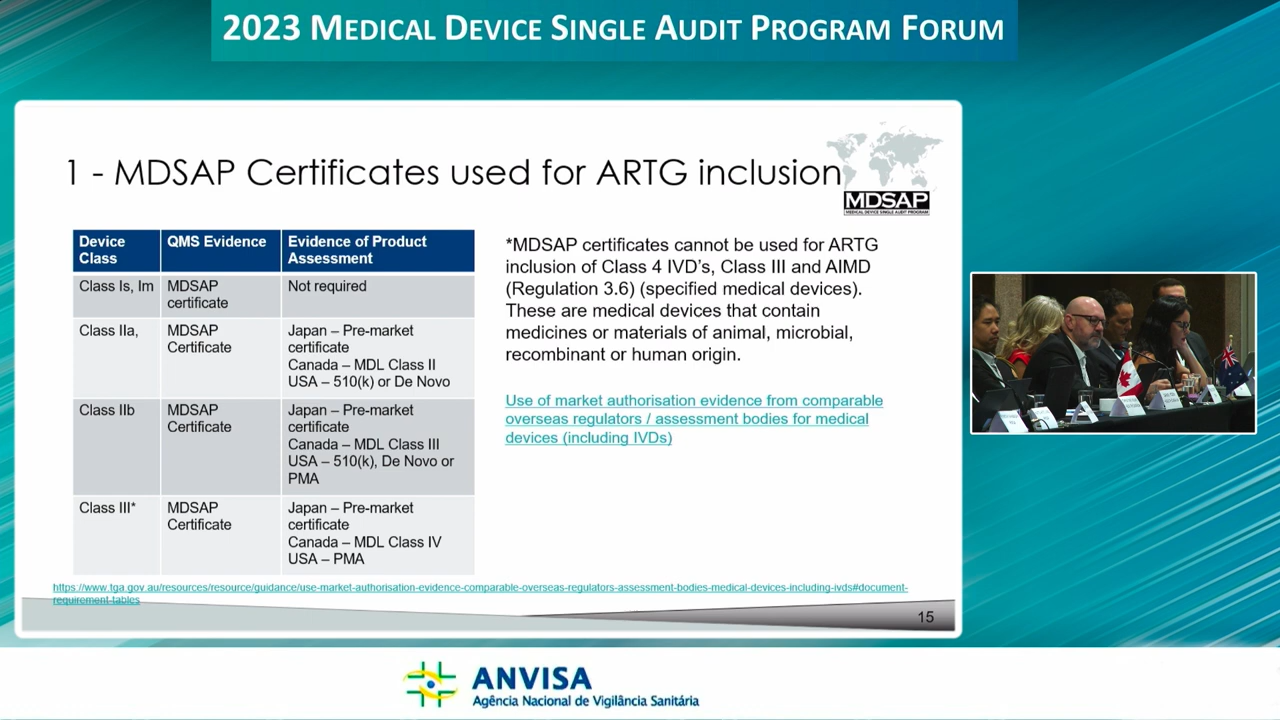 2023 MEDICAL DEVICE SINGLE AUDIT PROGRAM FORUM
1 - MDSAP Certificates used for ARTG inclusion
MDSAP
MEDICAL DEVICE SINGLE AUDIT PROGRAM
Device Class
QMS Evidence
Evidence of Product
Assessment
Class Is, Im
MDSAP
certificate
Not required
Class IIa,
MDSAP
Certificate
Japan – Pre-market
certificate
Canada – MDL Class II
USA – 510(k) or De Novo
Class IIb
MDSAP
Certificate
Japan – Pre-market
certificate
Canada – MDL Class III
USA – 510(k), De Novo or
PMA
Class III*
MDSAP
Certificate
Japan – Pre-market
certificate
Canada – MDL Class IV
USA – PMA
*MDSAP certificates cannot be used for ARTG
inclusion of Class 4 IVD's, Class III and AIMD
(Regulation 3.6) (specified medical devices).
These are medical devices that contain
medicines or materials of animal, microbial,
recombinant or human origin.
Use of market authorisation evidence from comparable
overseas regulators / assessment bodies for medical
devices (including IVDs)
https://www.tga.gov.au/resources/resource/guidance/use-market-authorisation-evidence-comparable-overseas-regulators-assessment-bodies-medical-devices-including-ivds#document-
requirement-tables
15
ANVISA
Agência Nacional de Vigilância Sanitária